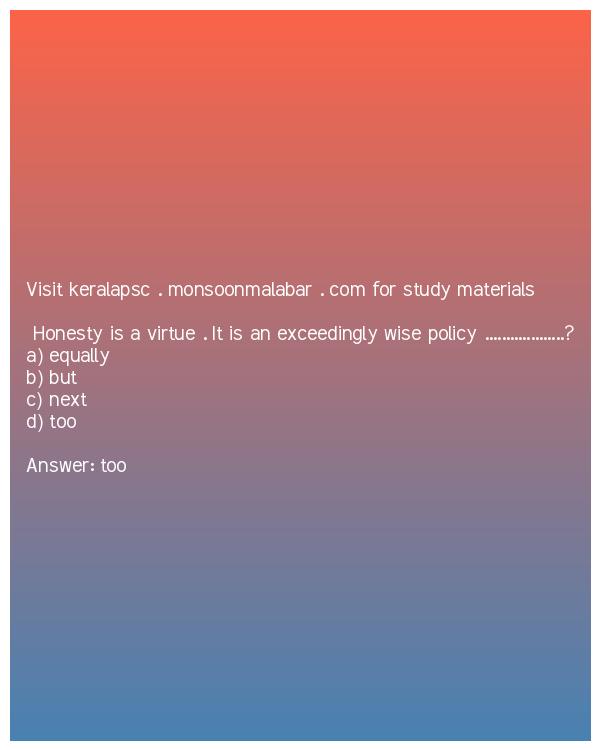 Visit keralapsc . monsoonmalabar . com for study materials
Honesty is a virtue . It is an exceedingly wise policy ...................?
a) equally
b) but
c) next
d) too
Answer: too